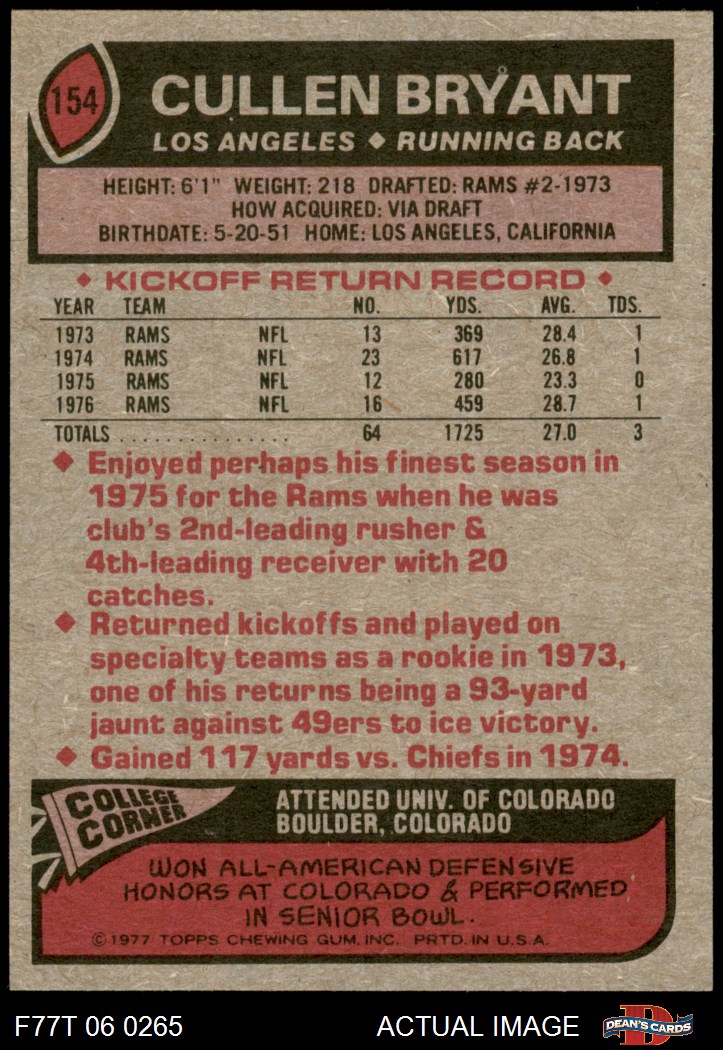 154
CULLEN BRYANT
LOS ANGELES ◆ RUNNING BACK
HEIGHT: 6'1" WEIGHT: 218 DRAFTED: RAMS #2-1973
HOW ACQUIRED: VIA DRAFT
BIRTHDATE: 5-20-51 HOME: LOS ANGELES, CALIFORNIA
◆ KICKOFF RETURN RECORD ◆
YEAR TEAM NO. YDS. AVG. TDS.
1973 RAMS NFL 13 369 28.4 1
1974 RAMS NFL 23 617 26.8 1
1975 RAMS NFL 12 280 23.3 0
1976 RAMS NFL 16 459 28.7 1
TOTALS . . . . . . . . . . . . . . . . 64 1725 27.0 3
◆ Enjoyed perhaps his finest season in
1975 for the Rams when he was
club's 2nd-leading rusher &
4th-leading receiver with 20
catches.
◆ Returned kickoffs and played on
specialty teams as a rookie in 1973,
one of his returns being a 93-yard
jaunt against 49ers to ice victory.
◆ Gained 117 yards vs. Chiefs in 1974.
COLLEGE
CORNER
ATTENDED UNIV. OF COLORADO
BOULDER, COLORADO
WON ALL-AMERICAN DEFENSIVE
HONORS AT COLORADO & PERFORMED
IN SENIOR BOWL.
© 1977 TOPPS CHEWING GUM, INC. PRTD. IN U.S.A.
F77T 06 0265 ACTUAL IMAGE
D
DEAN'S CARDS